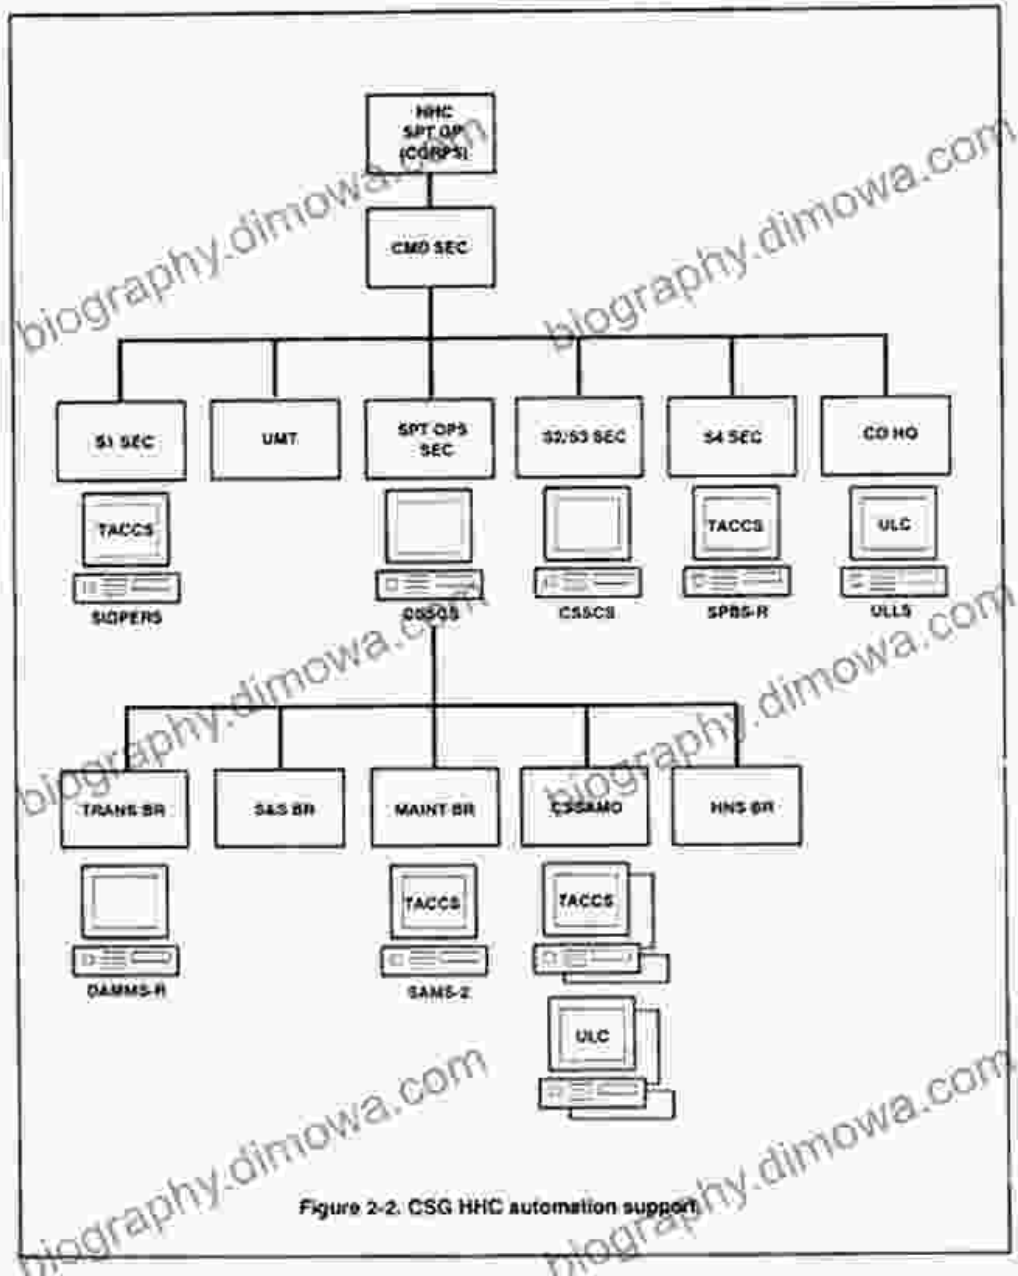 HHC
SPT GP
(CORPS)
CMD SEC
S1 SEC
UMT
SPT OPS
SEC
S2/S3 SEC
S4 SEC
CO HQ
TACCS
TACCS
ULC
SIDPERS
CSSCS
CSSCS
SPBS-R
ULLS
TRANS BR
S&S BR
MAINT BR
CSSAMO
HNS BR
TACCS
TACCS
DAMMS-R
SAMS-2
ULC
Figure 2-2. CSG HHC automation support
biography.dimowa.com
biography.dimowa.com
biography.dimowa.com
biography.dimowa.com
biography.dimowa.com
biography.dimowa.com